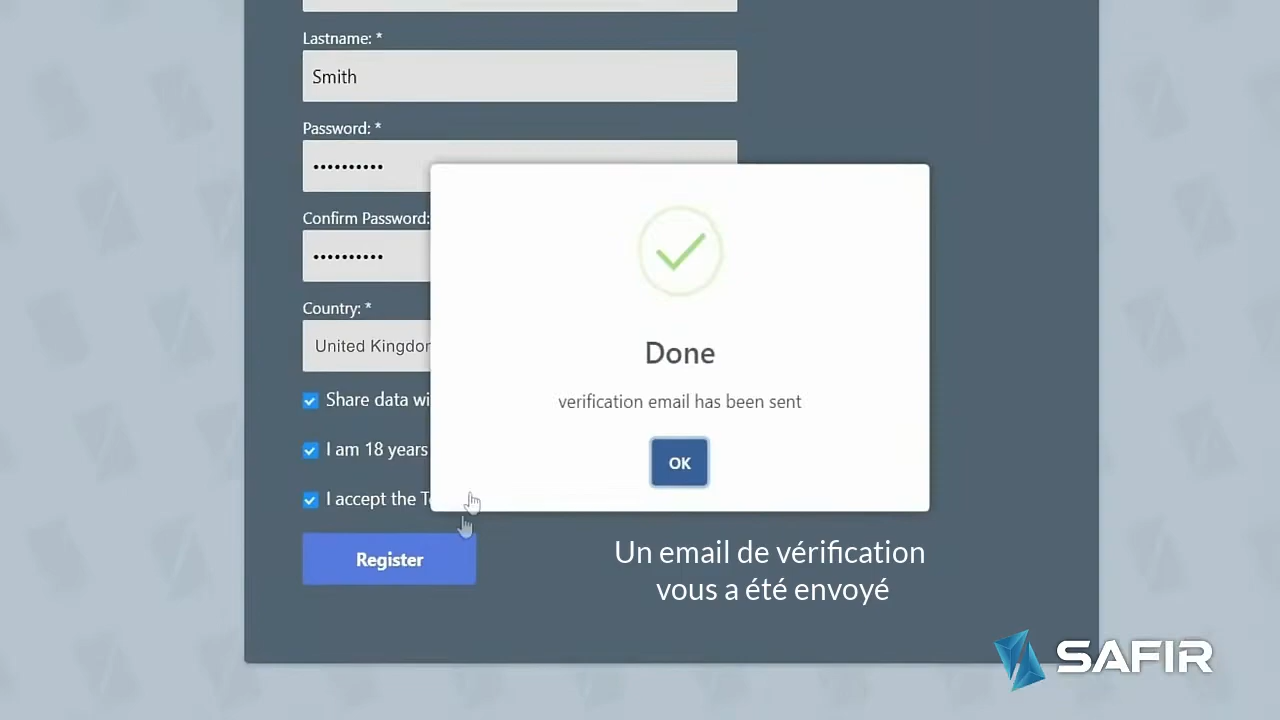 Lastname: *
Smith
Password: *
••••••••••
Confirm Password:
••••••••••
Country: *
United Kingdo
Share data wi
I am 18 years
I accept the T
Register
Done
verification email has been sent
OK
Un email de vérification
vous a été envoyé
SAFIR